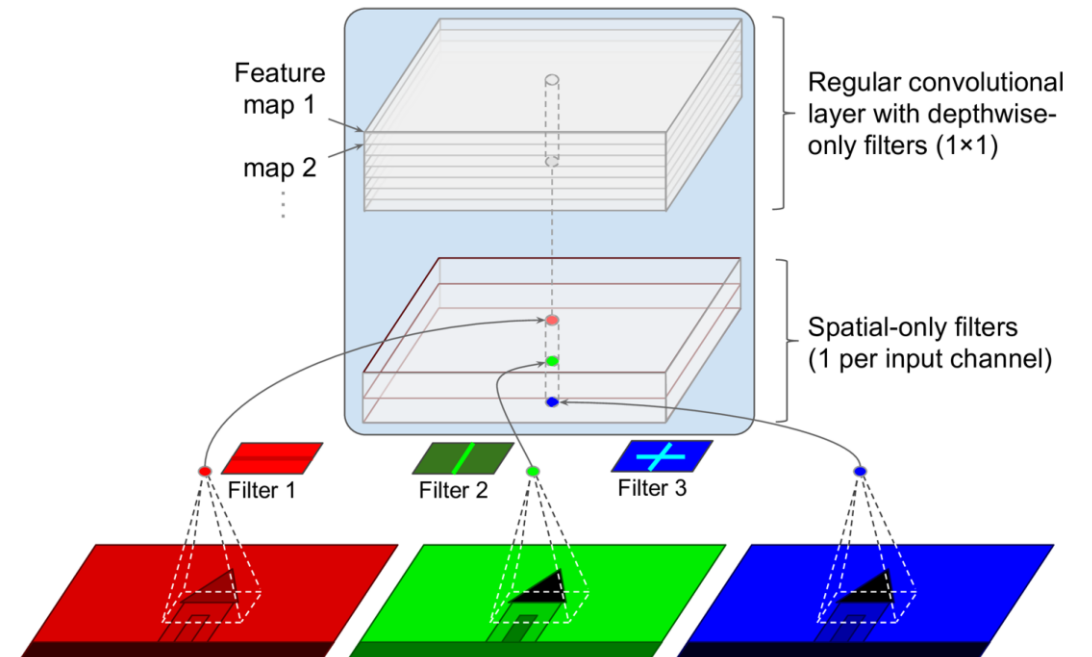 Feature
map 1
map 2
Regular convolutional
layer with depthwise-
only filters (1×1)
Spatial-only filters
(1 per input channel)
Filter 1
Filter 2
Filter 3